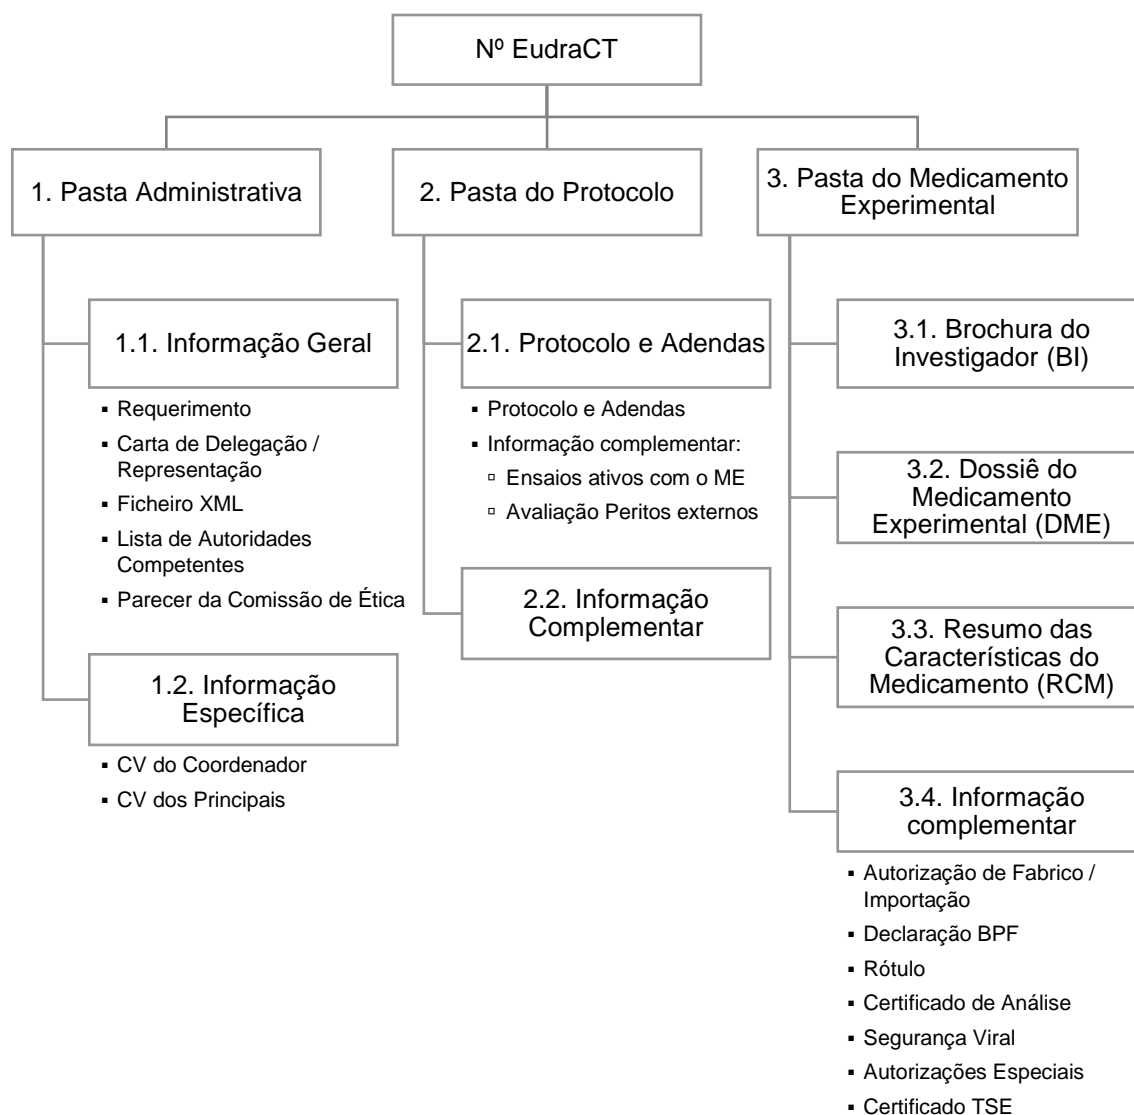 Nº EudraCT
1. Pasta Administrativa
1.1. Informação Geral
▪ Requerimento
▪ Carta de Delegação /
Representação
▪ Ficheiro XML
▪ Lista de Autoridades
Competentes
▪ Parecer da Comissão de Ética
1.2. Informação
Específica
▪ CV do Coordenador
▪ CV dos Principais
2. Pasta do Protocolo
2.1. Protocolo e Adendas
▪ Protocolo e Adendas
▪ Informação complementar:
▫ Ensaios ativos com o ME
▫ Avaliação Peritos externos
2.2. Informação
Complementar
3. Pasta do Medicamento
Experimental
3.1. Brochura do
Investigador (BI)
3.2. Dossiê do
Medicamento
Experimental (DME)
3.3. Resumo das
Características do
Medicamento (RCM)
3.4. Informação
complementar
▪ Autorização de Fabrico /
Importação
▪ Declaração BPF
▪ Rótulo
▪ Certificado de Análise
▪ Segurança Viral
▪ Autorizações Especiais
▪ Certificado TSE